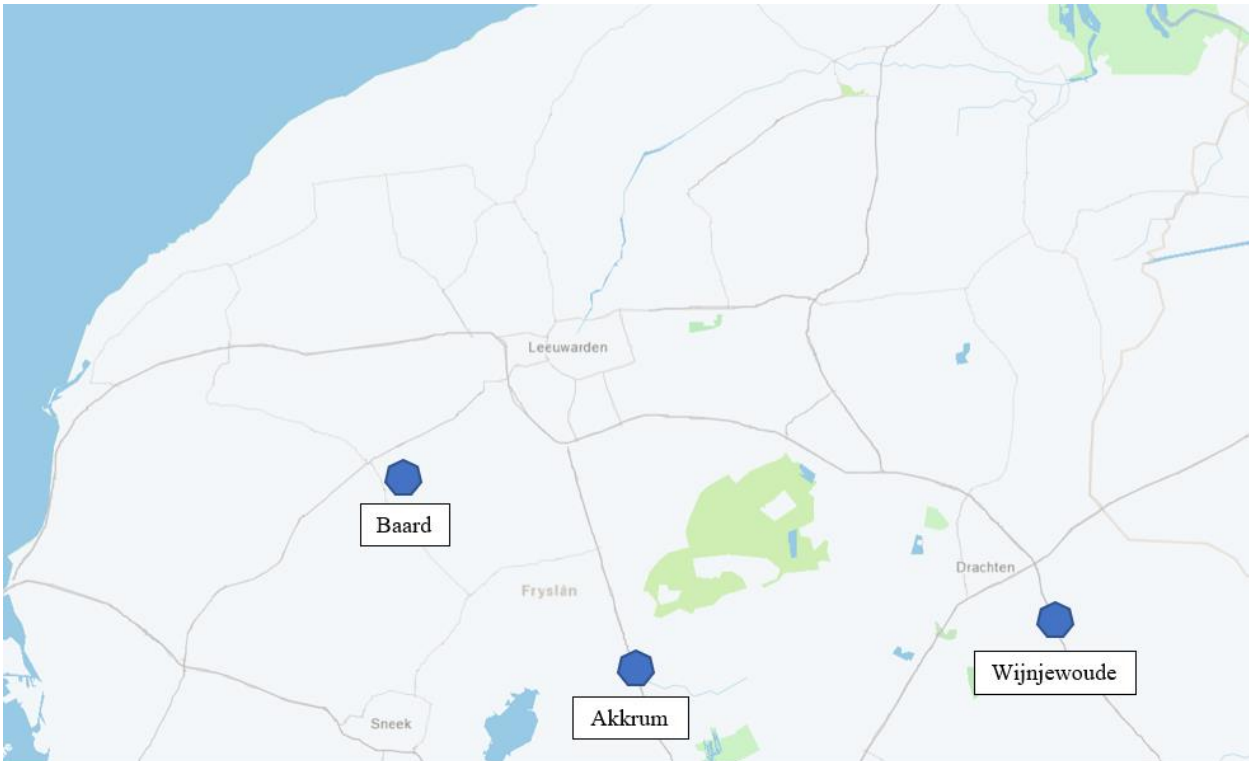 Leeuwarden
Baard
Drachten
Fryslân
Wijnjewoude
Akkrum
Sneek